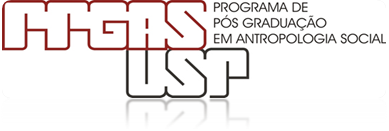 PPGAS
USP
PROGRAMA DE
PÓS GRADUAÇÃO
EM ANTROPOLOGIA SOCIAL